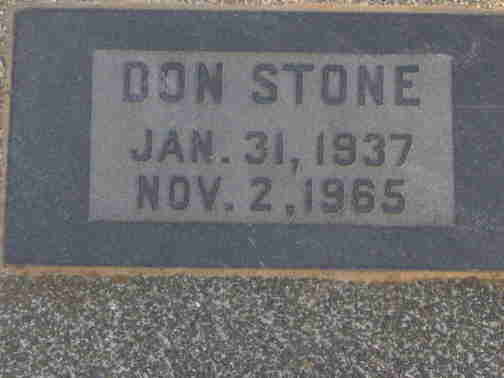 DON STONE
JAN. 31, 1937
NOV. 2, 1965